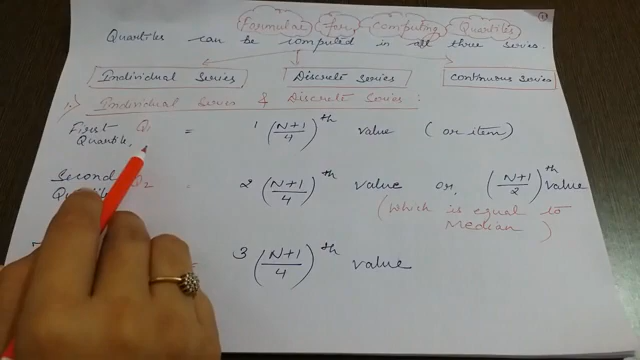 Formulae for computing Quartiles
Quartiles can be computed in all three series.
Individual Series Discrete Series Continuous Series
1.) Individual Series & Discrete Series :
First Quartile, Q1 = 1 (N+1/4)th value (or item)
Second Quartile Q2 2 (N+1/4)th value or, (N+1/2)th value
(which is equal to Median)
3 (N+1/4)th value